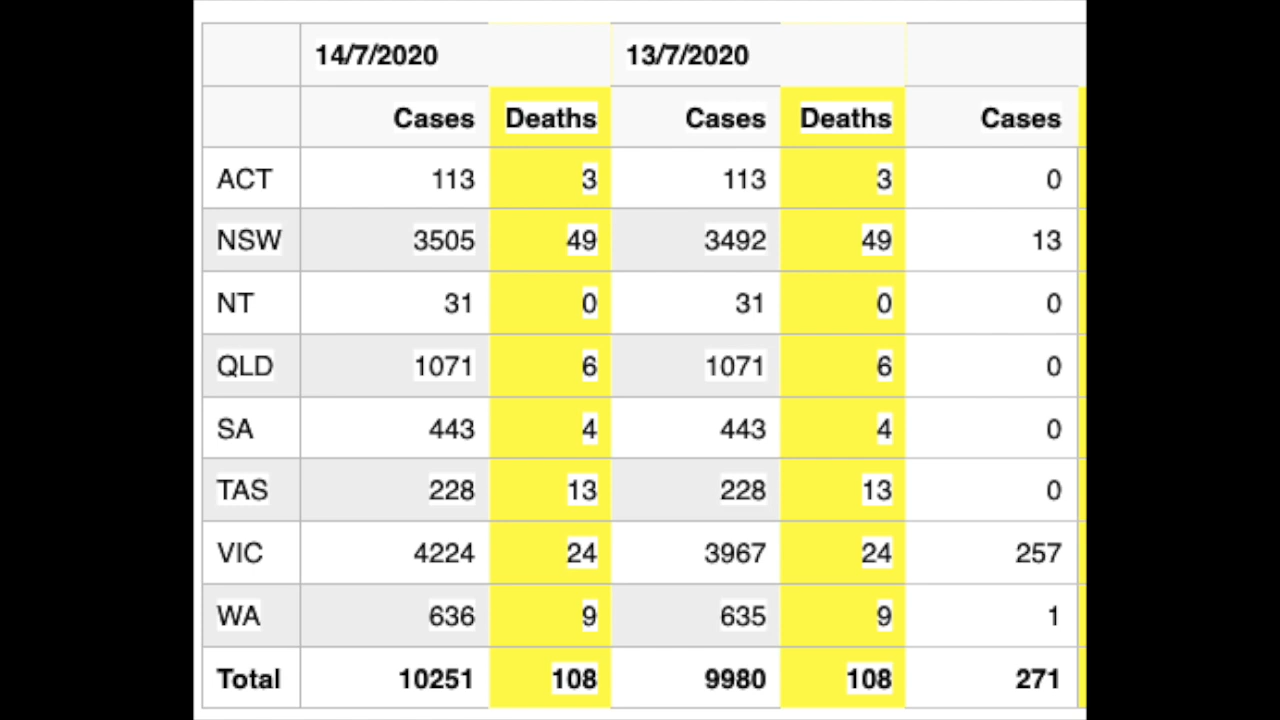 14/7/2020 13/7/2020
Cases Deaths Cases Deaths Cases
ACT 113 3 113 3 0
NSW 3505 49 3492 49 13
NT 31 0 31 0 0
QLD 1071 6 1071 6 0
SA 443 4 443 4 0
TAS 228 13 228 13 0
VIC 4224 24 3967 24 257
WA 636 9 635 9 1
Total 10251 108 9980 108 271